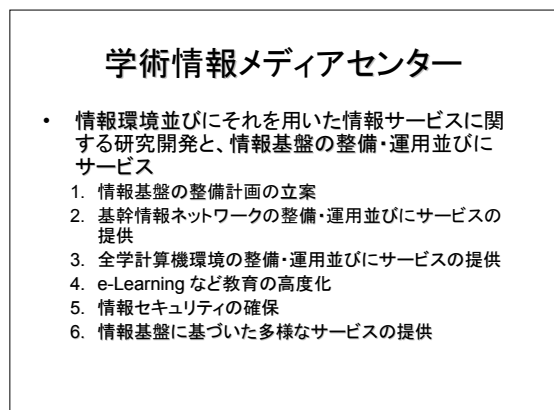 学術情報メディアセンター
• 情報環境並びにそれを用いた情報サービスに関
する研究開発と、情報基盤の整備・運用並びに
サービス
1. 情報基盤の整備計画の立案
2. 基幹情報ネットワークの整備・運用並びにサービスの
提供
3. 全学計算機環境の整備・運用並びにサービスの提供
4. e-Learning など教育の高度化
5. 情報セキュリティの確保
6. 情報基盤に基づいた多様なサービスの提供